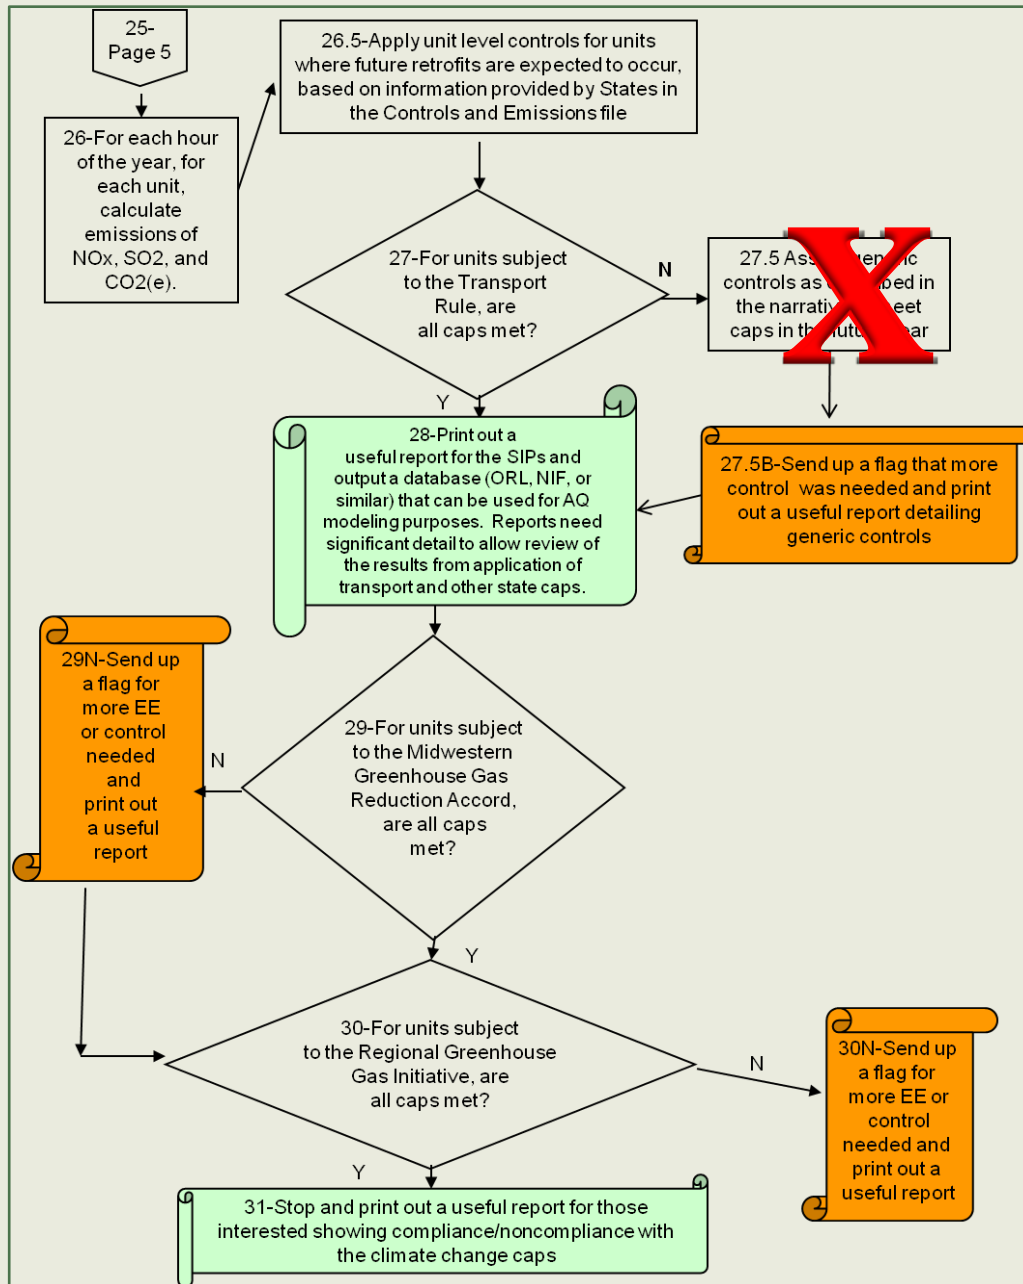 25-
Page 5
26-For each hour
of the year, for
each unit,
calculate
emissions of
NOx, SO2, and
CO2(e).
26.5-Apply unit level controls for units
where future retrofits are expected to occur,
based on information provided by States in
the Controls and Emissions file
27-For units subject
to the Transport
Rule, are
all caps met?
N
27.5
controls as
in
the
caps in
X
Y
27.5B-Send up a flag that more
control was needed and print
out a useful report detailing
generic controls
28-Print out a
useful report for the SIPs and
output a database (ORL, NIF, or
similar) that can be used for AQ
modeling purposes. Reports need
significant detail to allow review of
the results from application of
transport and other state caps.
29-For units subject
to the Midwestern
Greenhouse Gas
Reduction Accord,
are all caps
met?
N
29N-Send up
a flag for
more EE
or control
needed
and
print out
a useful
report
Y
30-For units subject
to the Regional Greenhouse
Gas Initiative, are
all caps met?
N
30N-Send up
a flag for
more EE or
control
needed and
print out a
useful report
Y
31-Stop and print out a useful report for those
interested showing compliance/noncompliance with
the climate change caps